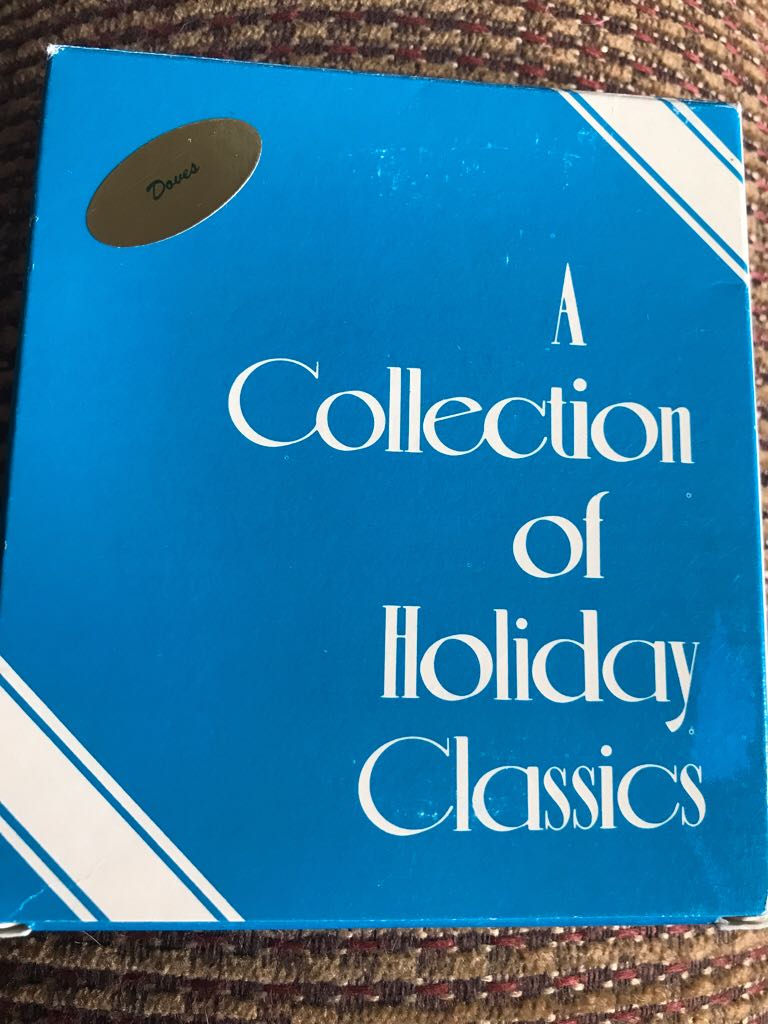 Doves
A
Collection
of
Holiday
Classics